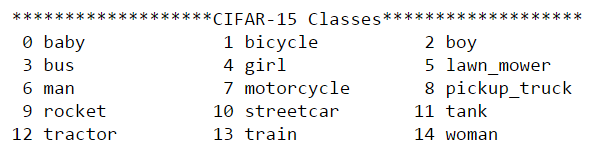 *******************CIFAR-15 Classes*******************
 0 baby              1 bicycle           2 boy
 3 bus               4 girl              5 lawn_mower
 6 man               7 motorcycle        8 pickup_truck
 9 rocket           10 streetcar        11 tank
12 tractor          13 train            14 woman